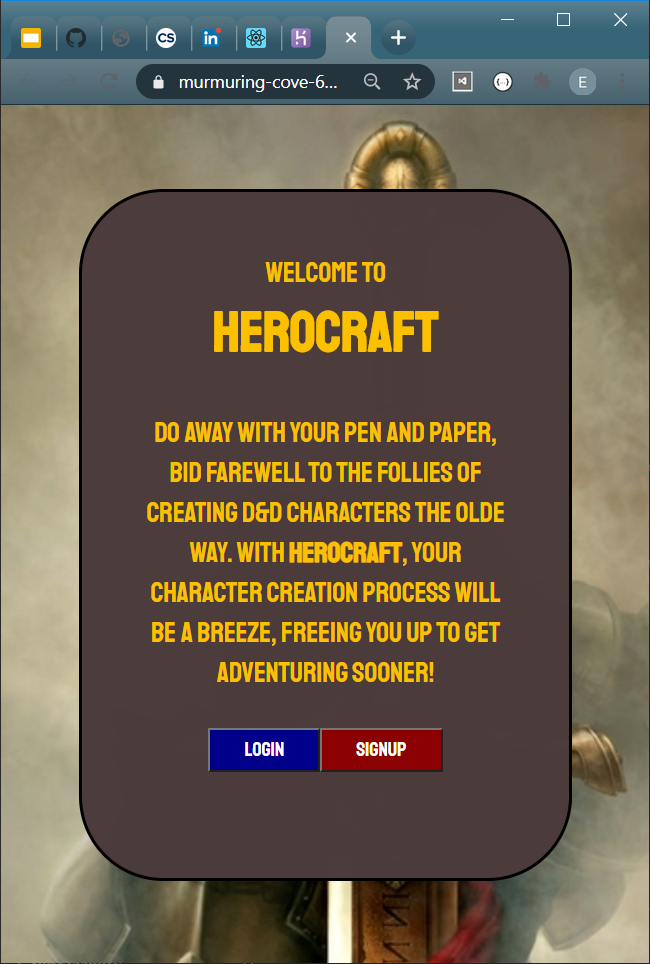 CS
in
murmuring-cove-6...
E
WELCOME TO
HEROCRAFT
DO AWAY WITH YOUR PEN AND PAPER,
BID FAREWELL TO THE FOLLIES OF
CREATING D&D CHARACTERS THE OLDE
WAY. WITH HEROCRAFT, YOUR
CHARACTER CREATION PROCESS WILL
BE A BREEZE, FREEING YOU UP TO GET
ADVENTURING SOONER!
LOGIN SIGNUP